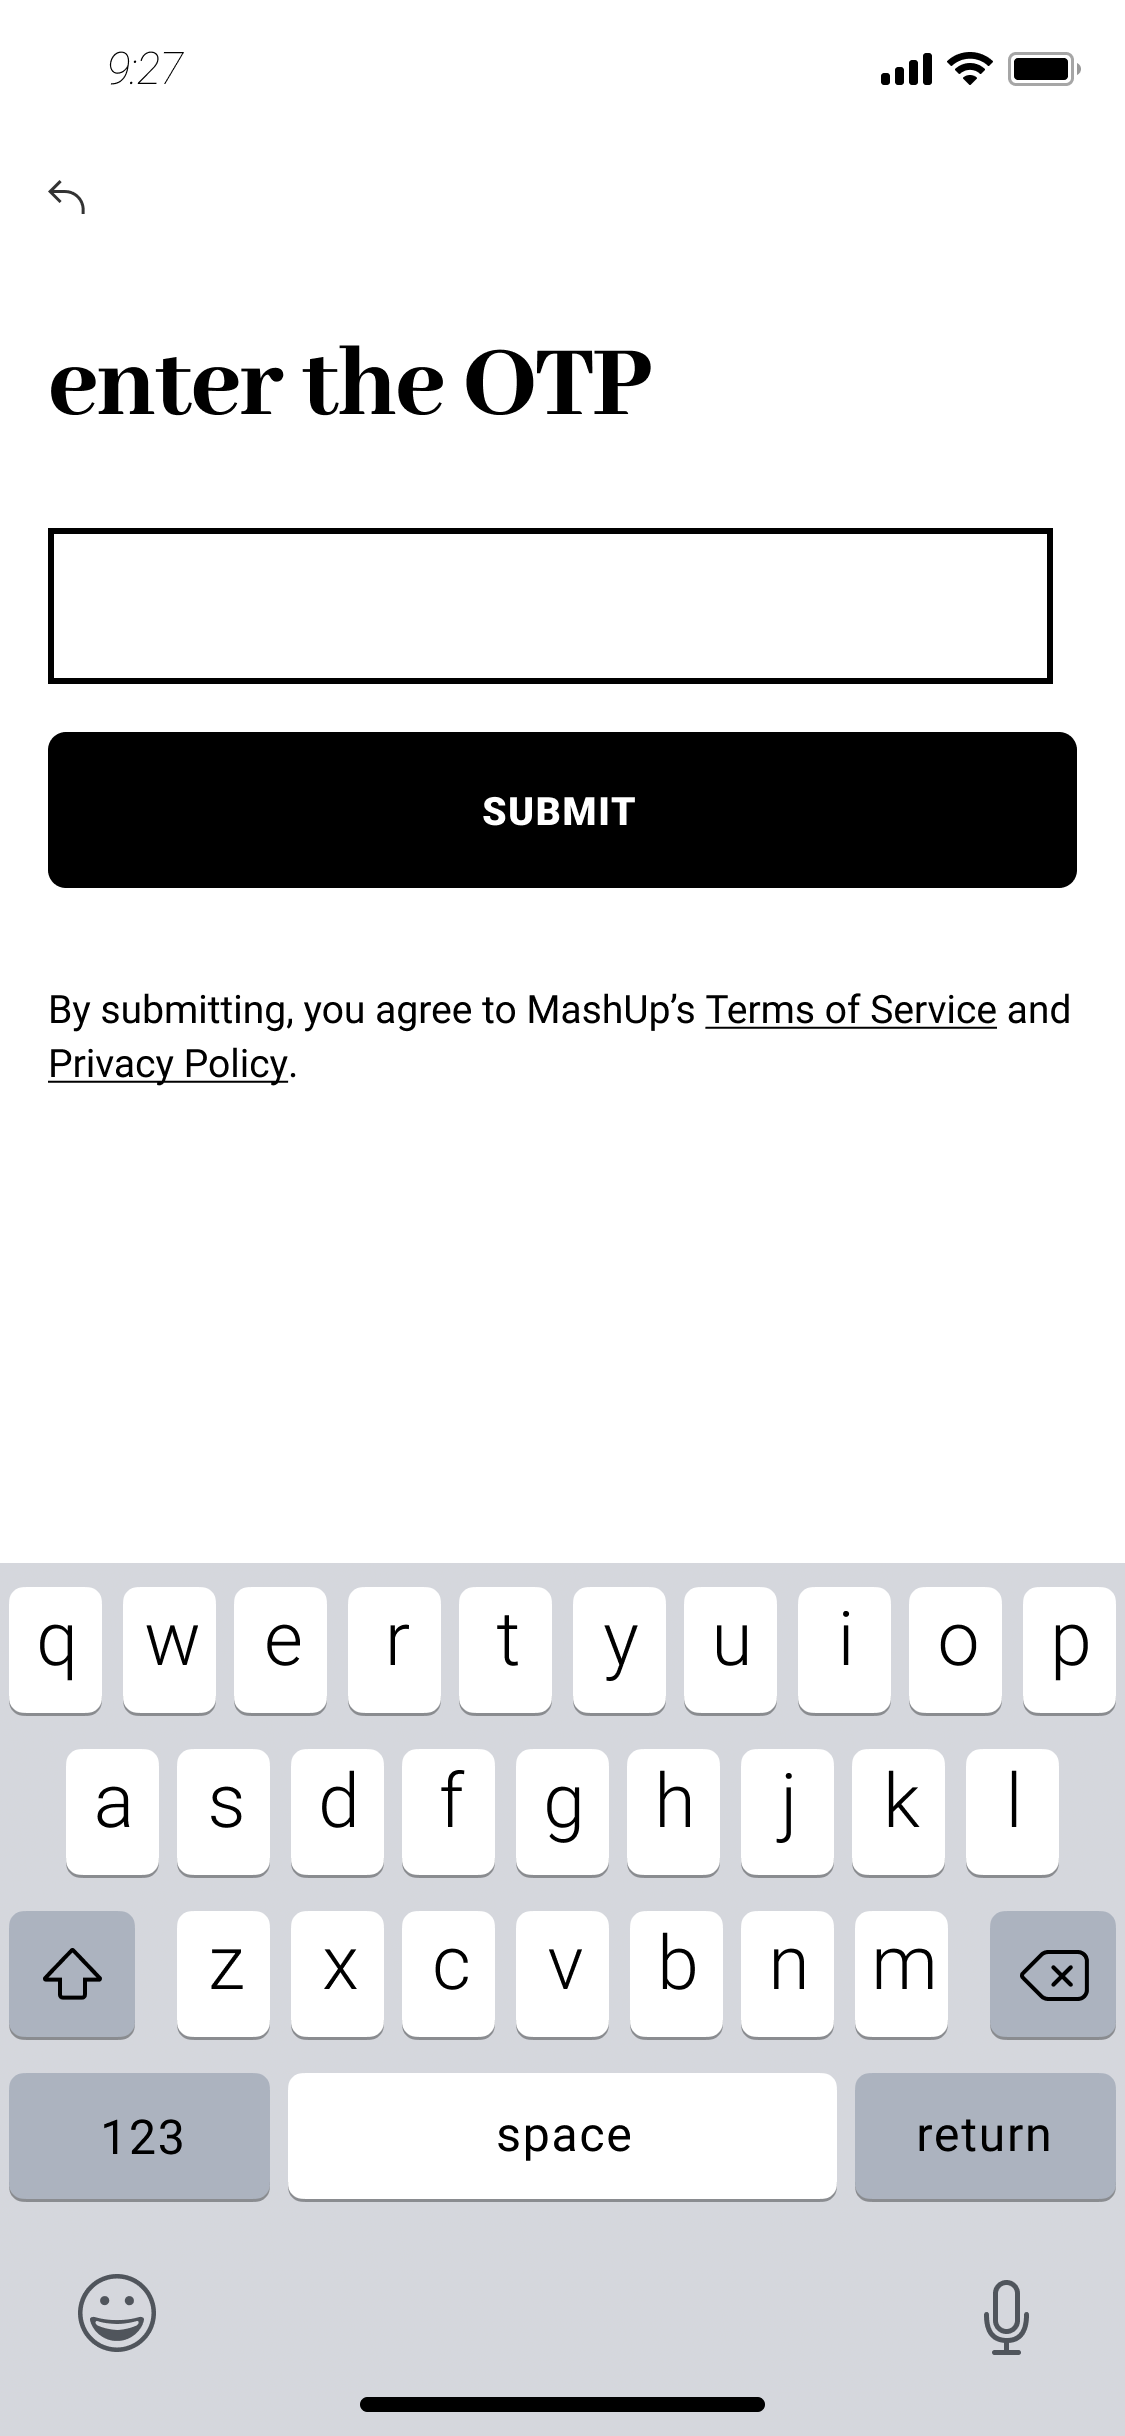 9:27
enter the OTP
SUBMIT
By submitting, you agree to MashUp’s Terms of Service and
Privacy Policy.
q w e r t y u i o p
a s d f g h j k l
z x c v b n m
123 space return